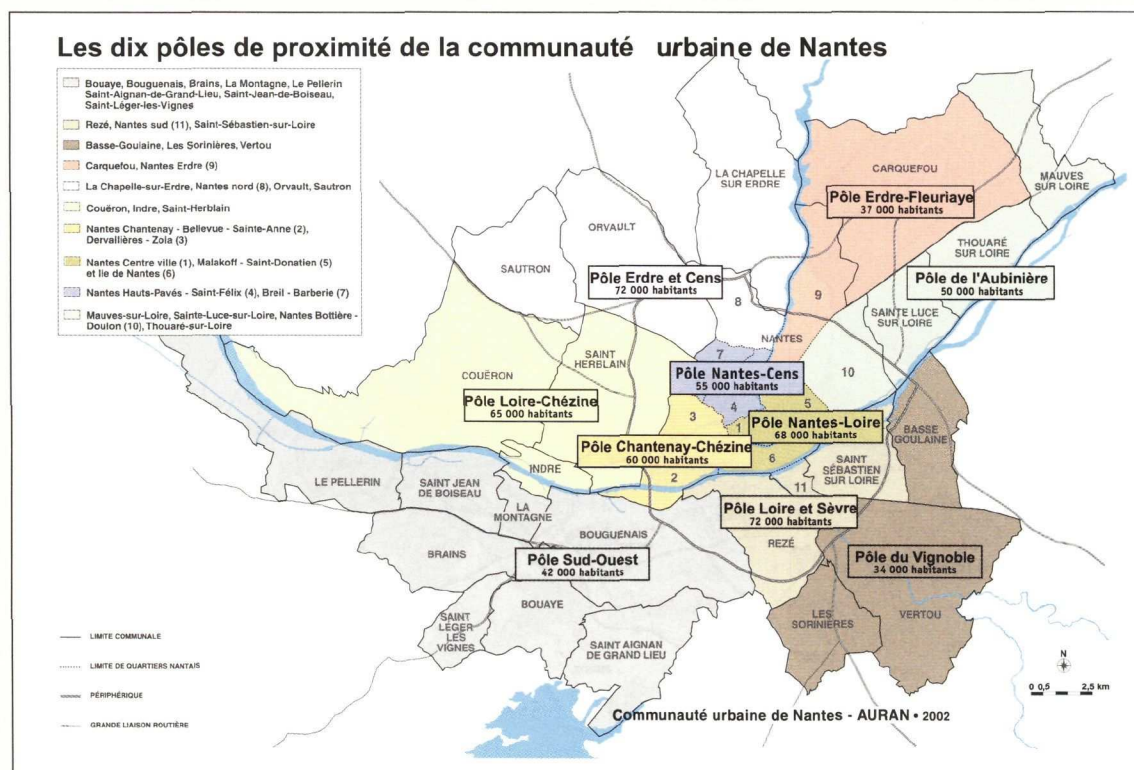 Les dix pôles de proximité de la communauté urbaine de Nantes
Bouaye, Bouguenais, Brains, La Montagne, Le Pellerin
Saint-Aignan-de-Grand-Lieu, Saint-Jean-de-Boiseau,
Saint-Léger-les-Vignes
Rezé, Nantes sud (11), Saint-Sébastien-sur-Loire
Basse-Goulaine, Les Sorinières, Vertou
Carquefou, Nantes Erdre (9)
La Chapelle-sur-Erdre, Nantes nord (8), Orvault, Sautron
Couëron, Indre, Saint-Herblain
Nantes Chantenay - Bellevue - Sainte-Anne (2),
Dervallières - Zola (3)
Nantes Centre ville (1), Malakoff - Saint-Donatien (5)
et Ile de Nantes (6)
Nantes Hauts-Pavés - Saint-Félix (4), Breil - Barberie (7)
Mauves-sur-Loire, Sainte-Luce-sur-Loire, Nantes Bottière -
Doulon (10), Thouaré-sur-Loire
LA CHAPELLE
SUR ERDRE
CARQUEFOU
MAUVES
SUR LOIRE
Pôle Erdre-Fleuriaye
37 000 habitants
ORVAULT
THOUARÉ
SUR LOIRE
SAUTRON
Pôle Erdre et Cens
72 000 habitants
Pôle de l'Aubinière
50 000 habitants
8
9
SAINTE LUCE
SUR LOIRE
NANTES
SAINT
HERBLAIN
7
10
COUËRON
Pôle Nantes-Cens
55 000 habitants
Pôle Loire-Chézine
65 000 habitants
4
5
3
1
Pôle Nantes-Loire
68 000 habitants
BASSE
GOULAINE
Pôle Chantenay-Chézine
60 000 habitants
6
SAINT
SÉBASTIEN
SUR LOIRE
INDRE
2
11
LE PELLERIN
SAINT JEAN
DE BOISEAU
LA
MONTAGNE
Pôle Loire et Sèvre
72 000 habitants
BOUGUENAIS
REZÉ
BRAINS
Pôle Sud-Ouest
42 000 habitants
Pôle du Vignoble
34 000 habitants
BOUAYE
SAINT
LÉGER
LES
VIGNES
LES
SORINIÈRES
VERTOU
SAINT AIGNAN
DE GRAND LIEU
LIMITE COMMUNALE
LIMITE DE QUARTIERS NANTAIS
PÉRIPHÉRIQUE
GRANDE LIAISON ROUTIÈRE
N
0 0,5 2,5 km
Communauté urbaine de Nantes - AURAN • 2002